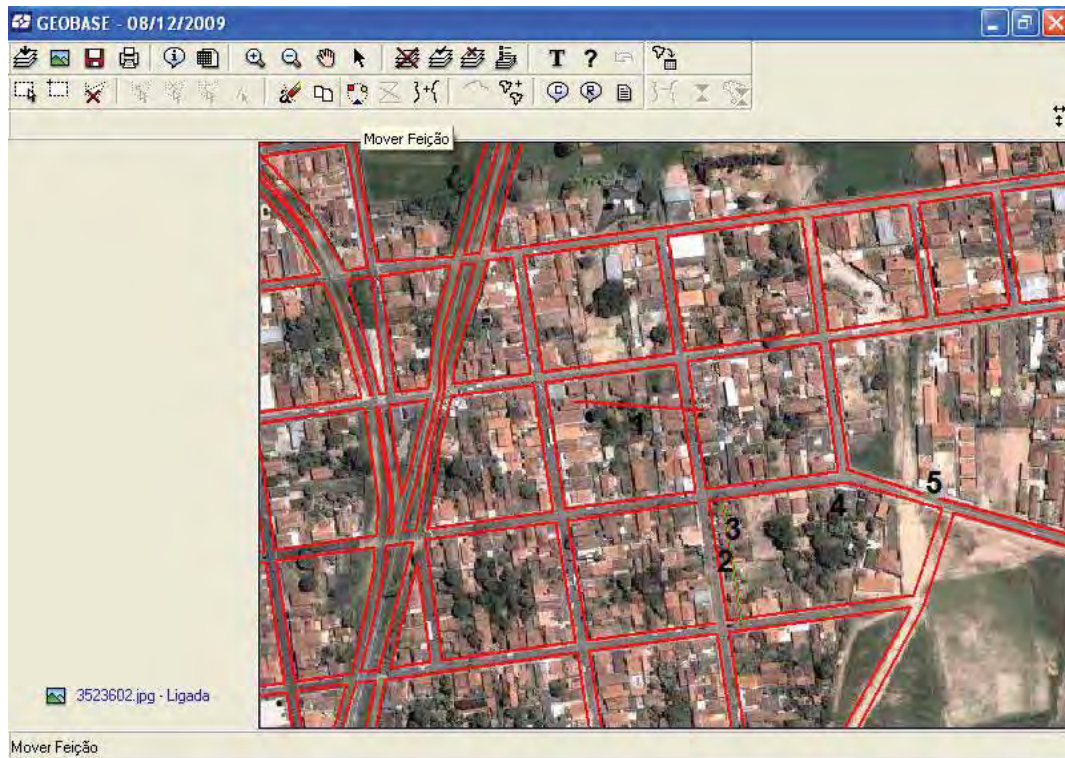 GEOBASE - 08/12/2009
T ?
C R
Mover Feição
1
5
4
3
2
3523602.jpg - Ligada
Mover Feição